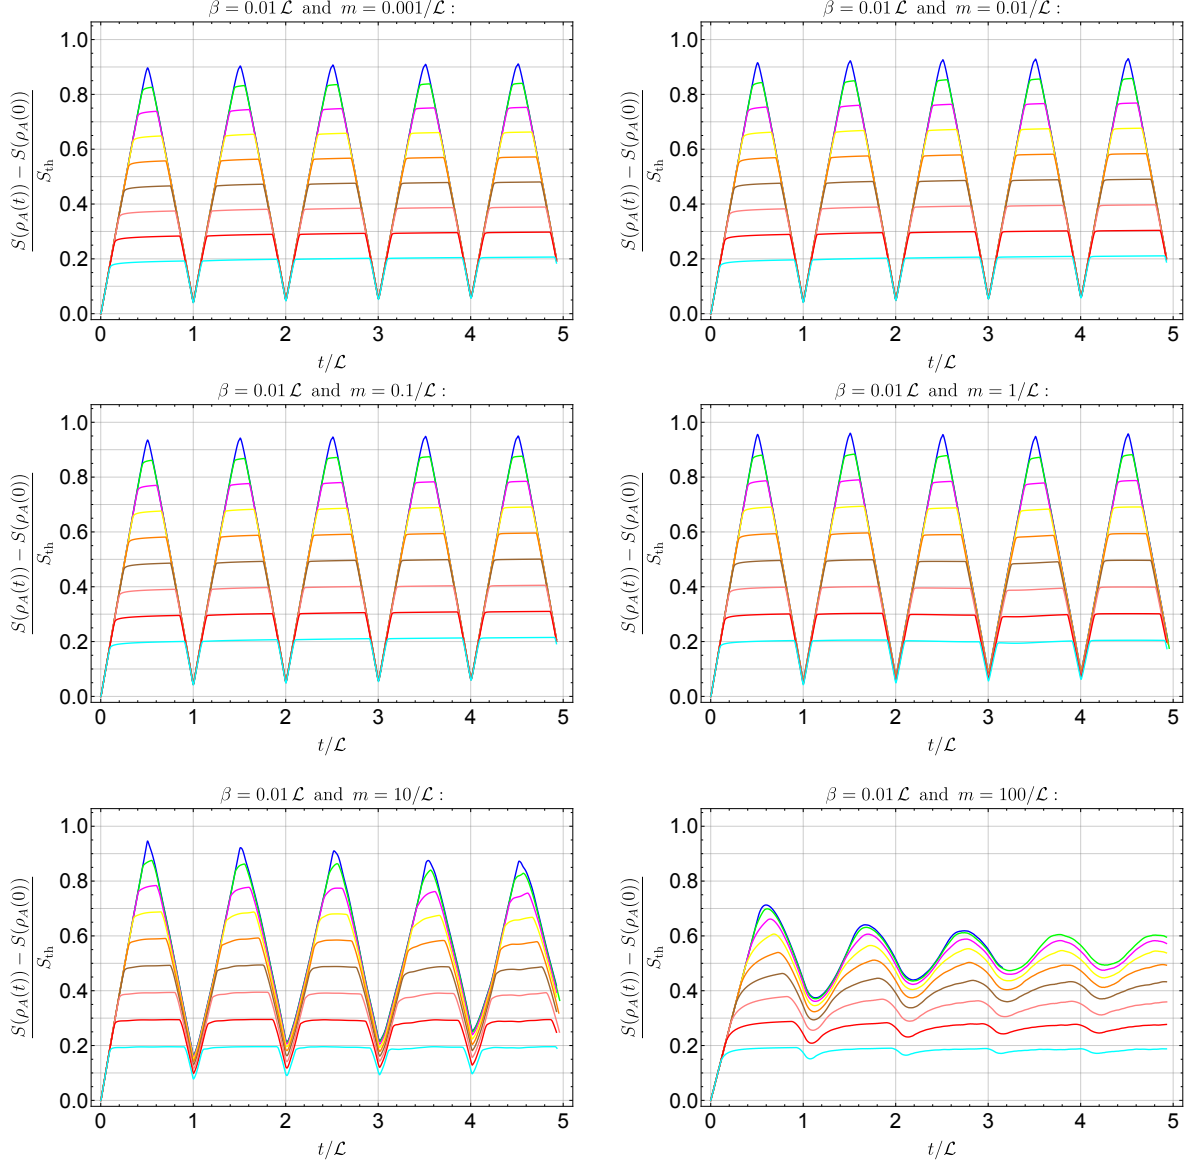 β = 0.01 ℒ and m = 0.001/ℒ :
S(ρ_A(t)) − S(ρ_A(0))
S_th
1.0
0.8
0.6
0.4
0.2
0.0
0 1 2 3 4 5
t/ℒ
β = 0.01 ℒ and m = 0.01/ℒ :
S(ρ_A(t)) − S(ρ_A(0))
S_th
1.0
0.8
0.6
0.4
0.2
0.0
0 1 2 3 4 5
t/ℒ
β = 0.01 ℒ and m = 0.1/ℒ :
S(ρ_A(t)) − S(ρ_A(0))
S_th
1.0
0.8
0.6
0.4
0.2
0.0
0 1 2 3 4 5
t/ℒ
β = 0.01 ℒ and m = 1/ℒ :
S(ρ_A(t)) − S(ρ_A(0))
S_th
1.0
0.8
0.6
0.4
0.2
0.0
0 1 2 3 4 5
t/ℒ
β = 0.01 ℒ and m = 10/ℒ :
S(ρ_A(t)) − S(ρ_A(0))
S_th
1.0
0.8
0.6
0.4
0.2
0.0
0 1 2 3 4 5
t/ℒ
β = 0.01 ℒ and m = 100/ℒ :
S(ρ_A(t)) − S(ρ_A(0))
S_th
1.0
0.8
0.6
0.4
0.2
0.0
0 1 2 3 4 5
t/ℒ